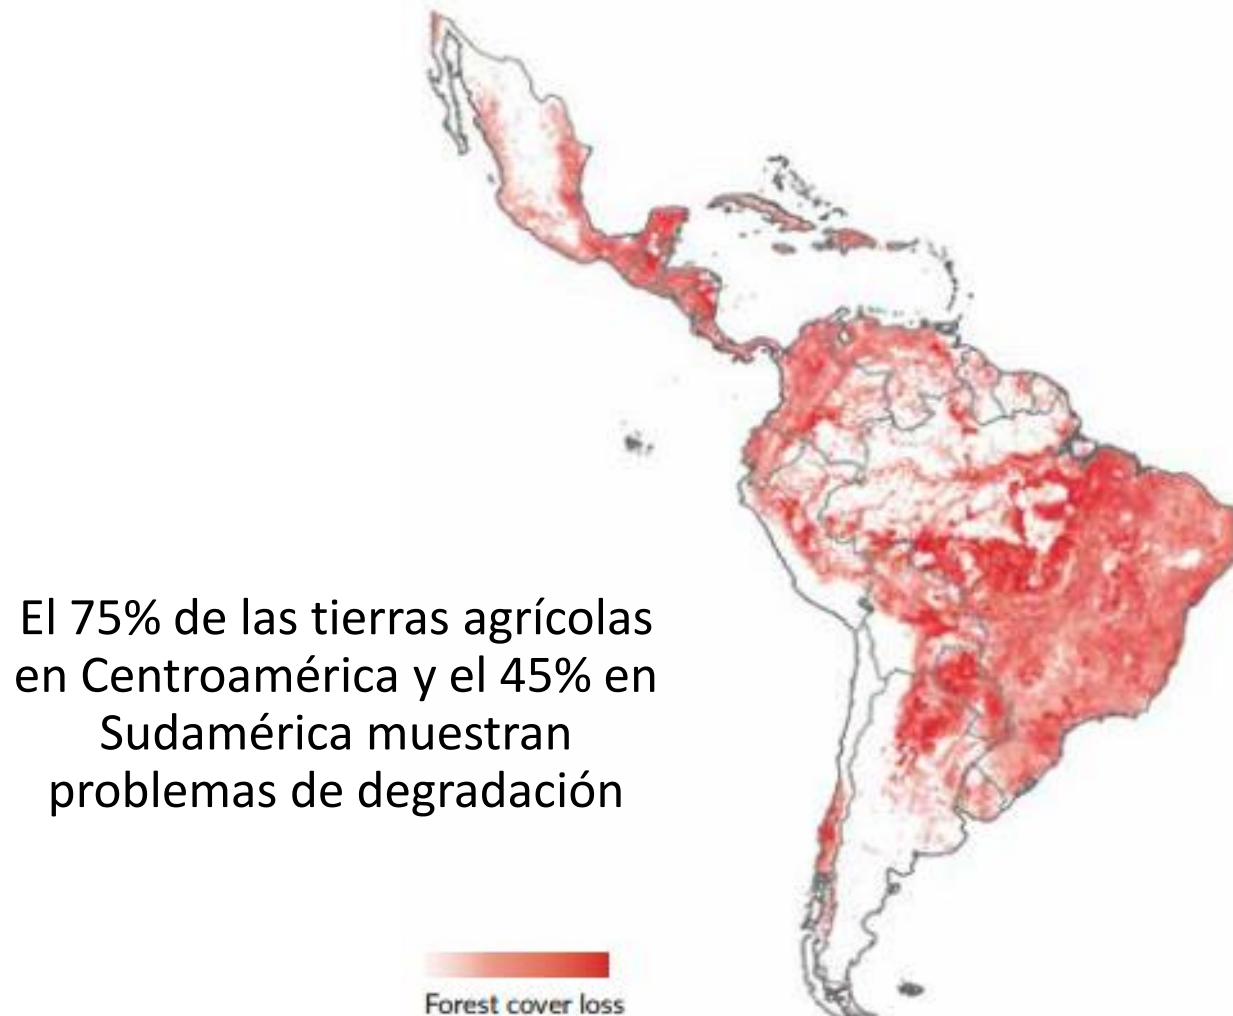 El 75% de las tierras agrícolas
en Centroamérica y el 45% en
Sudamérica muestran
problemas de degradación
Forest cover loss